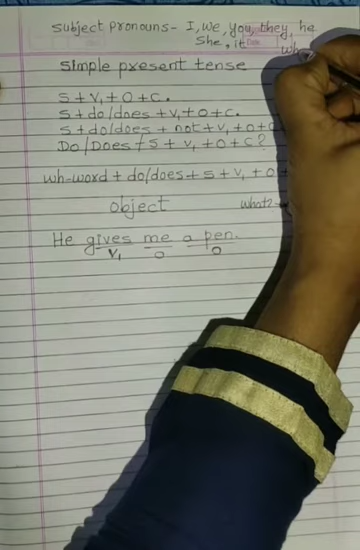 Subject pronouns - I, we, you, they, he
She, it Date
simple present tense
S + V₁ + O + C.
S + do/does + V₁ + O + C.
S + do/does + not + V₁ + O + C
Do/Does + S + V₁ + O + C?
wh-word + do/does + S + V₁ + O +
object what?
He gives me a pen.
V₁ O O